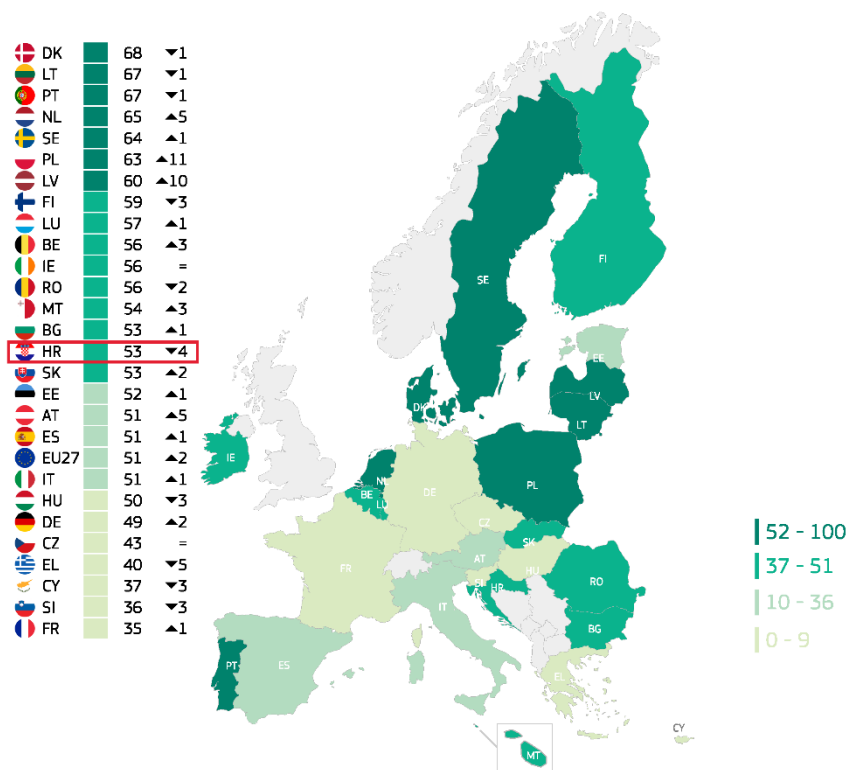 DK 68 ▼1
LT 67 ▼1
PT 67 ▼1
NL 65 ▲5
SE 64 ▲1
PL 63 ▲11
LV 60 ▲10
FI 59 ▼3
LU 57 ▲1
BE 56 ▲3
IE 56 =
RO 56 ▼2
MT 54 ▲3
BG 53 ▲1
HR 53 ▼4
SK 53 ▲2
EE 52 ▲1
AT 51 ▲5
ES 51 ▲1
EU27 51 ▲2
IT 51 ▲1
HU 50 ▼3
DE 49 ▲2
CZ 43 =
EL 40 ▼5
CY 37 ▼3
SI 36 ▼3
FR 35 ▲1
FI
SE
EE
LV
DK
LT
IE
NL
PL
BE
DE
LU
CZ
SK
AT
FR
HU
SI
HR
RO
IT
BG
PT
ES
EL
CY
MT
52 - 100
37 - 51
10 - 36
0 - 9